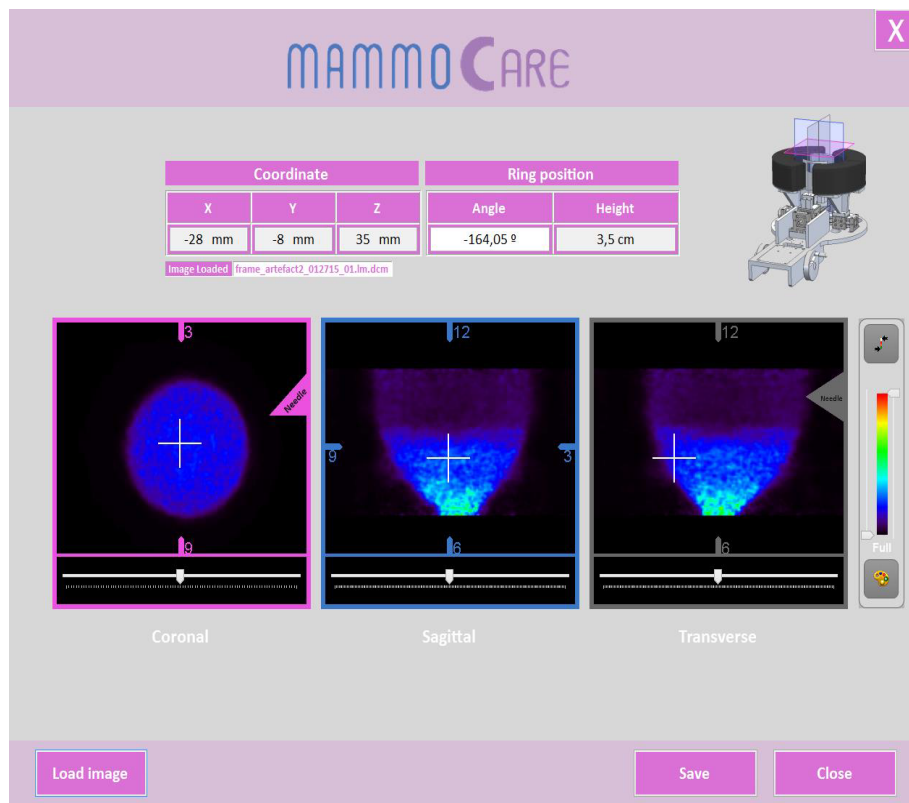 X
MAMMOCARE
Coordinate
Ring position
X Y Z
Angle Height
-28 mm -8 mm 35 mm
-164,05 º 3,5 cm
Image Loaded frame_artefact2_012715_01.lm.dcm
3
12
12
Needle
Needle
9
3
9
6
6
Full
Coronal
Sagittal
Transverse
Load image
Save
Close